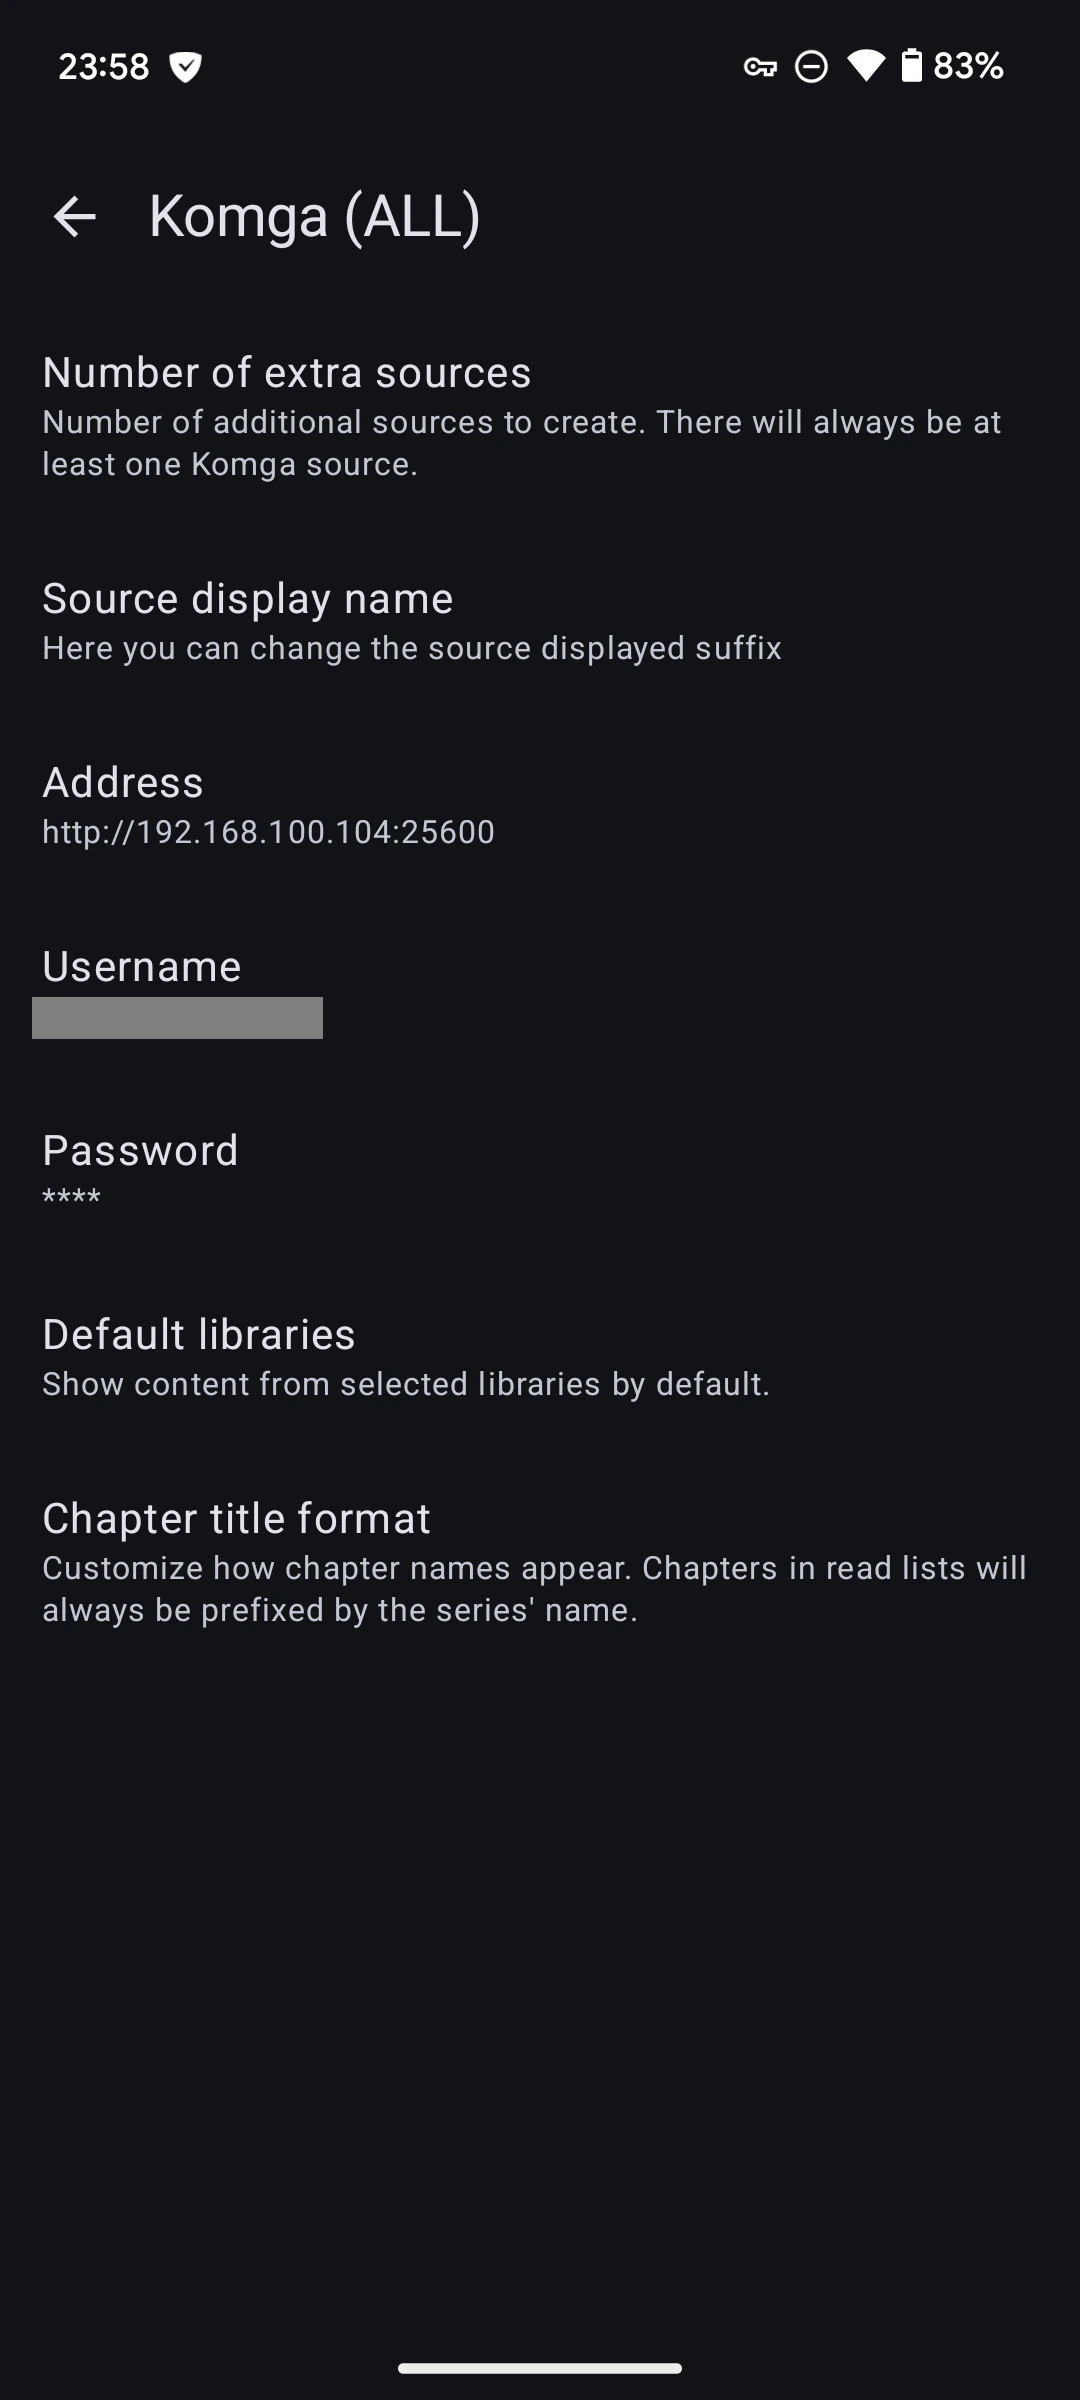 23:58
83%
Komga (ALL)
Number of extra sources
Number of additional sources to create. There will always be at
least one Komga source.
Source display name
Here you can change the source displayed suffix
Address
http://192.168.100.104:25600
Username
Password
****
Default libraries
Show content from selected libraries by default.
Chapter title format
Customize how chapter names appear. Chapters in read lists will
always be prefixed by the series' name.